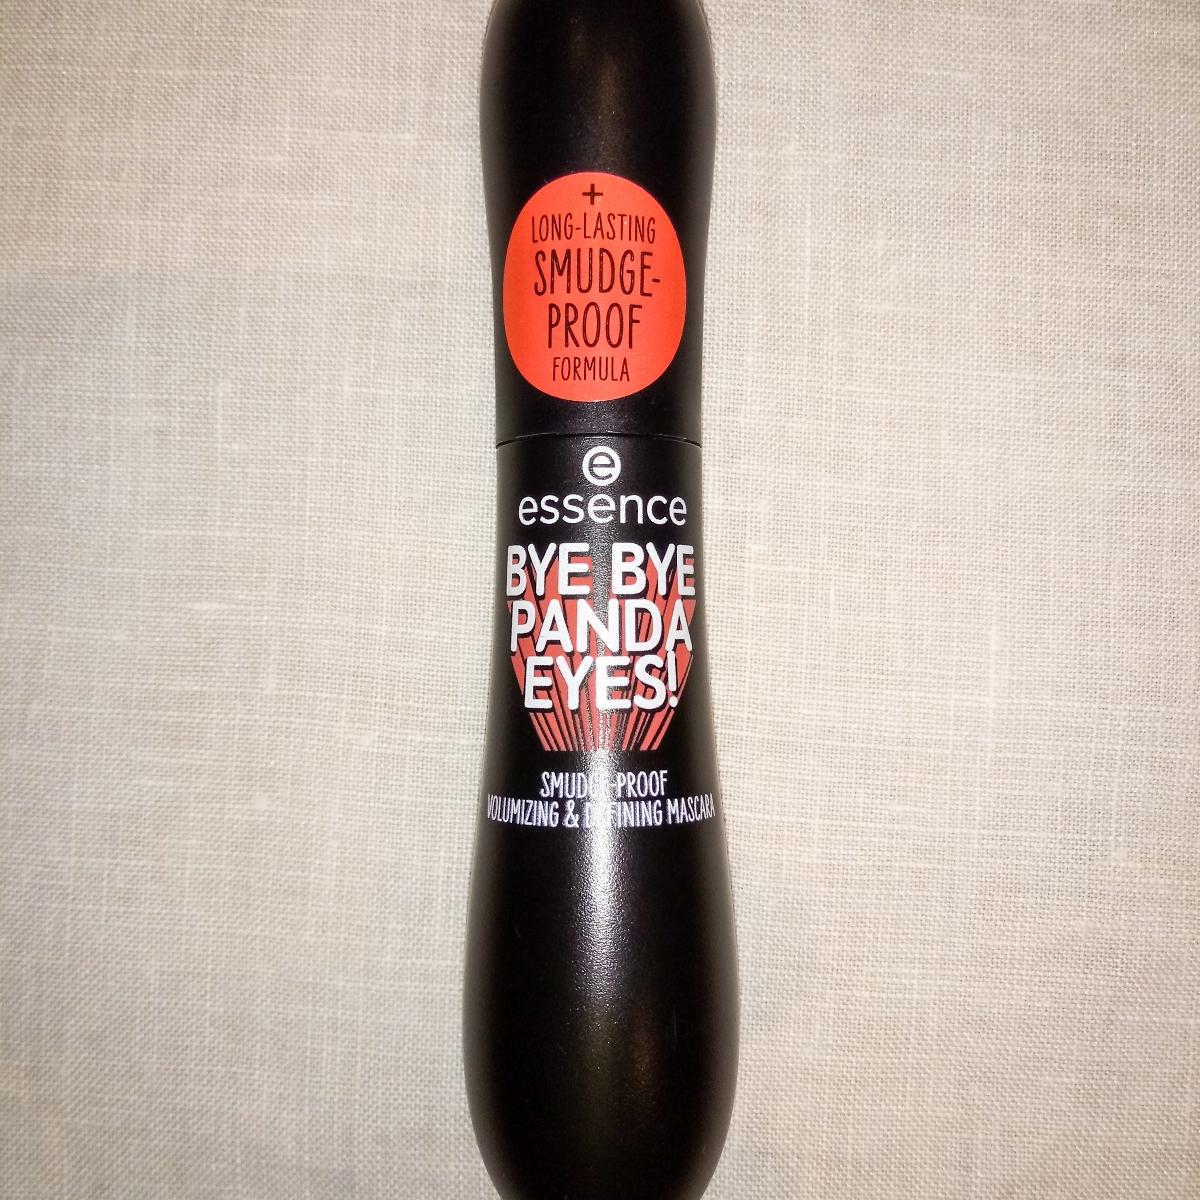 +
LONG-LASTING
SMUDGE-
PROOF
FORMULA
e
essence
BYE BYE
PANDA
EYES!
SMUDGE-PROOF
VOLUMIZING & DEFINING MASCARA